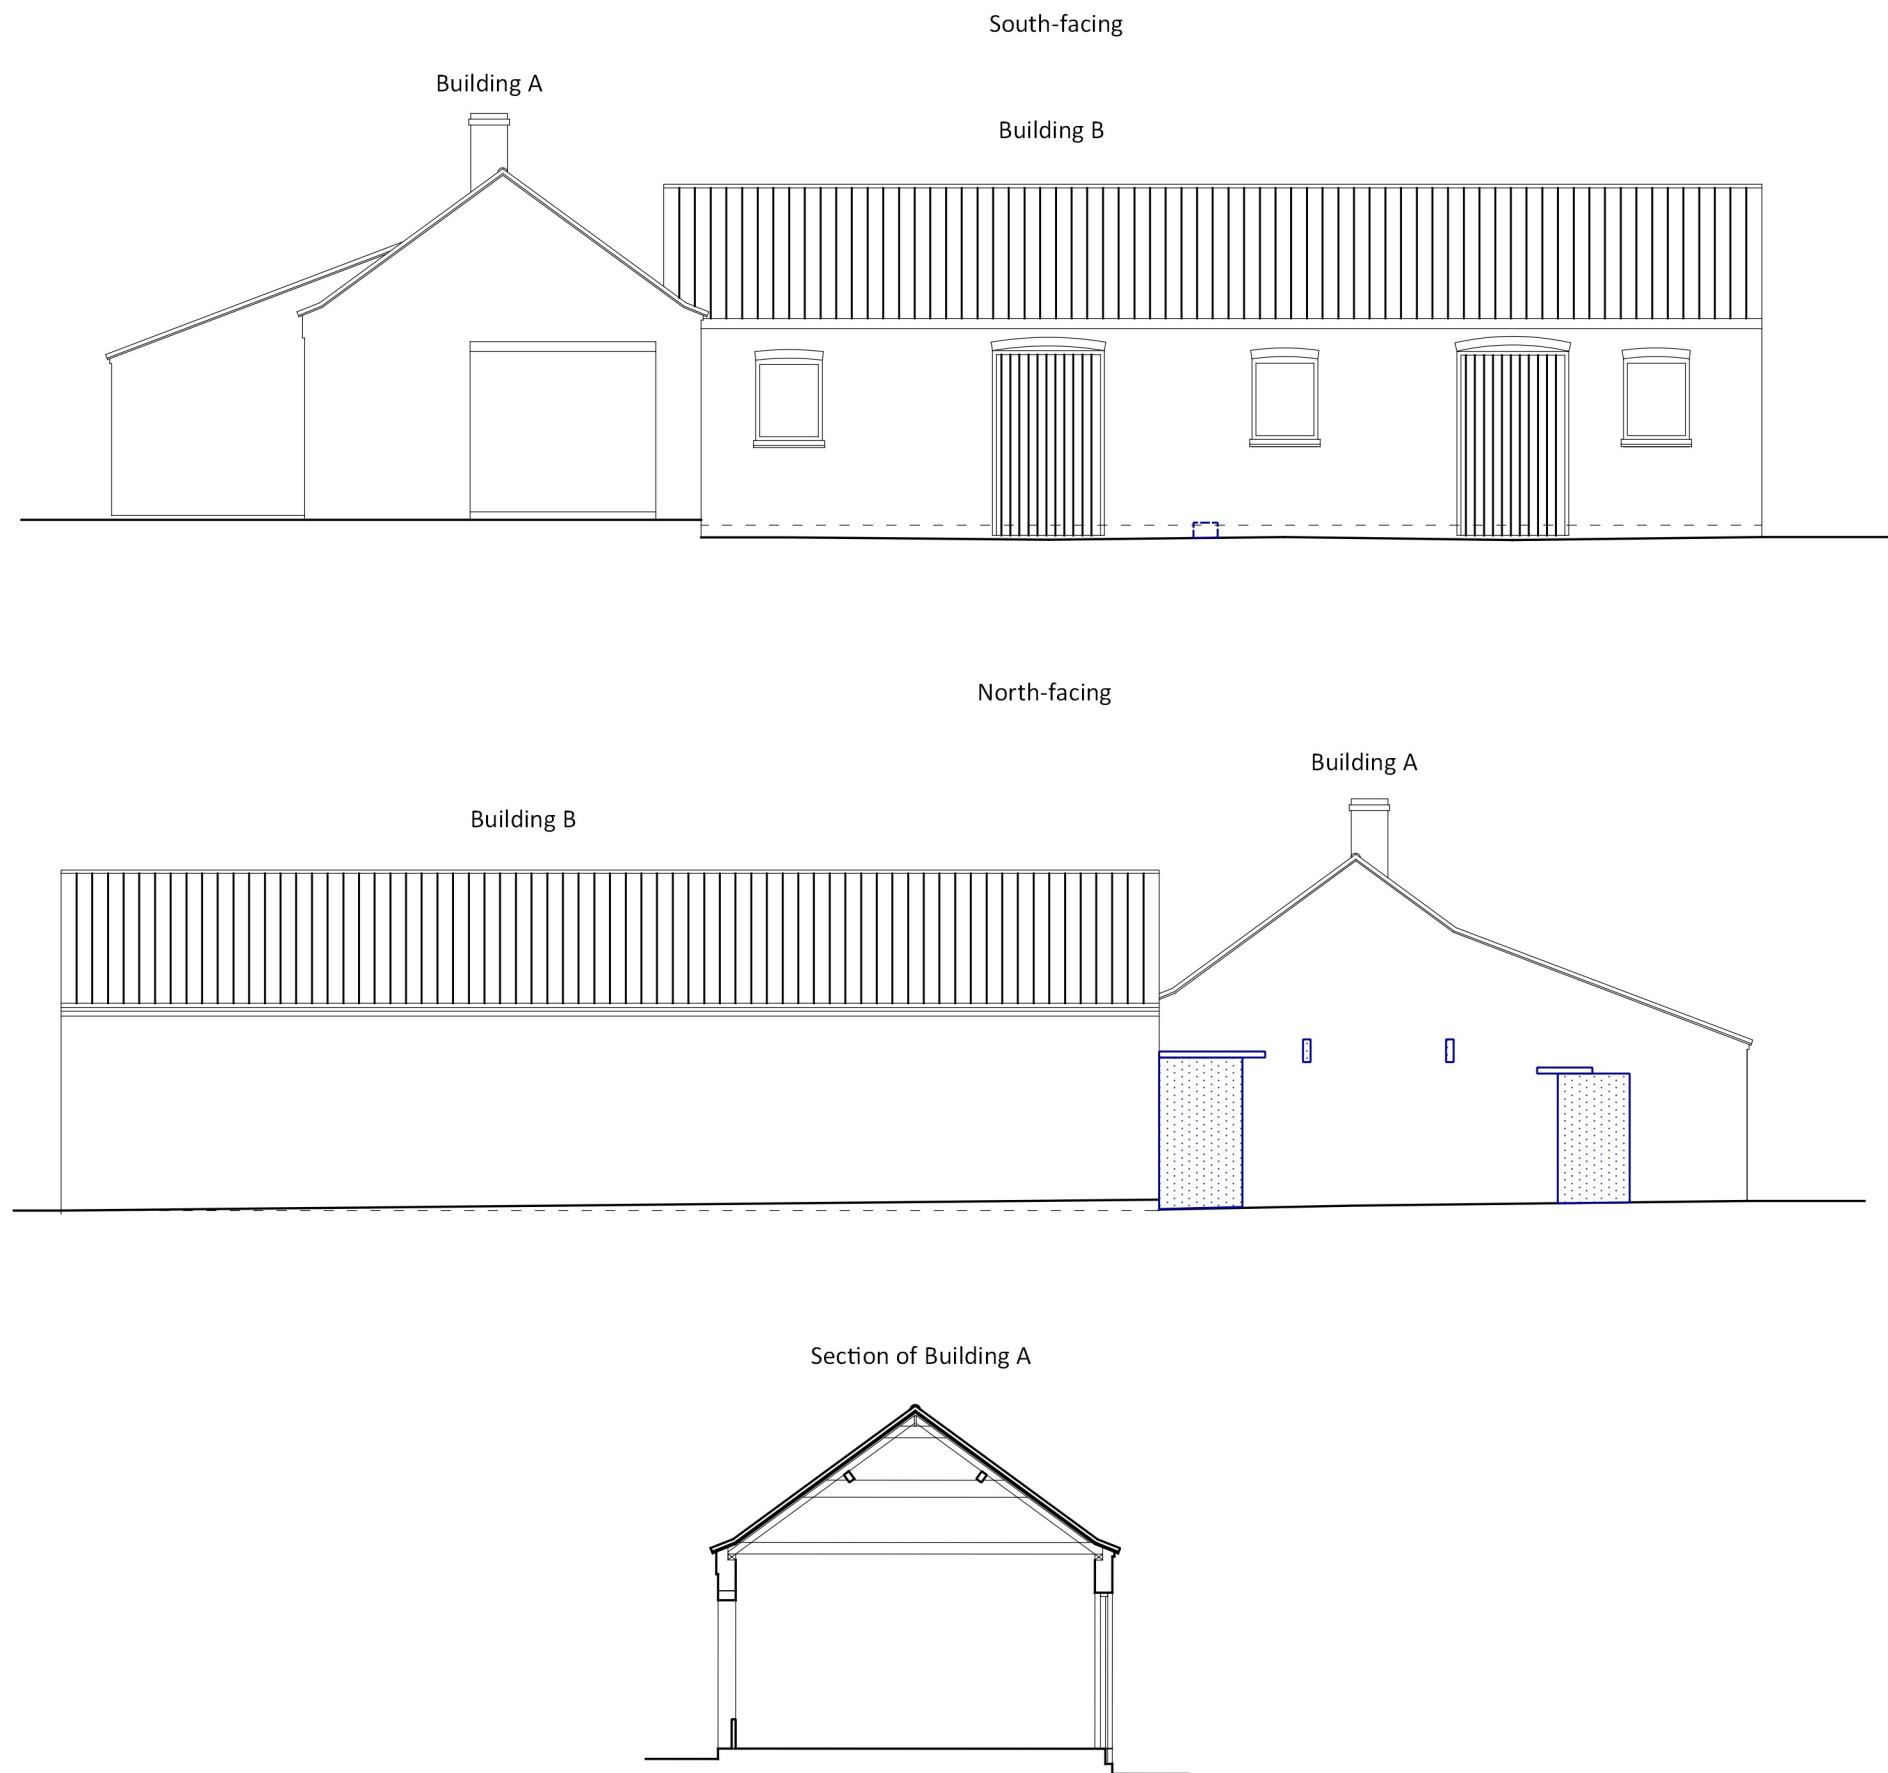 South-facing
Building A
Building B
North-facing
Building A
Building B
Section of Building A